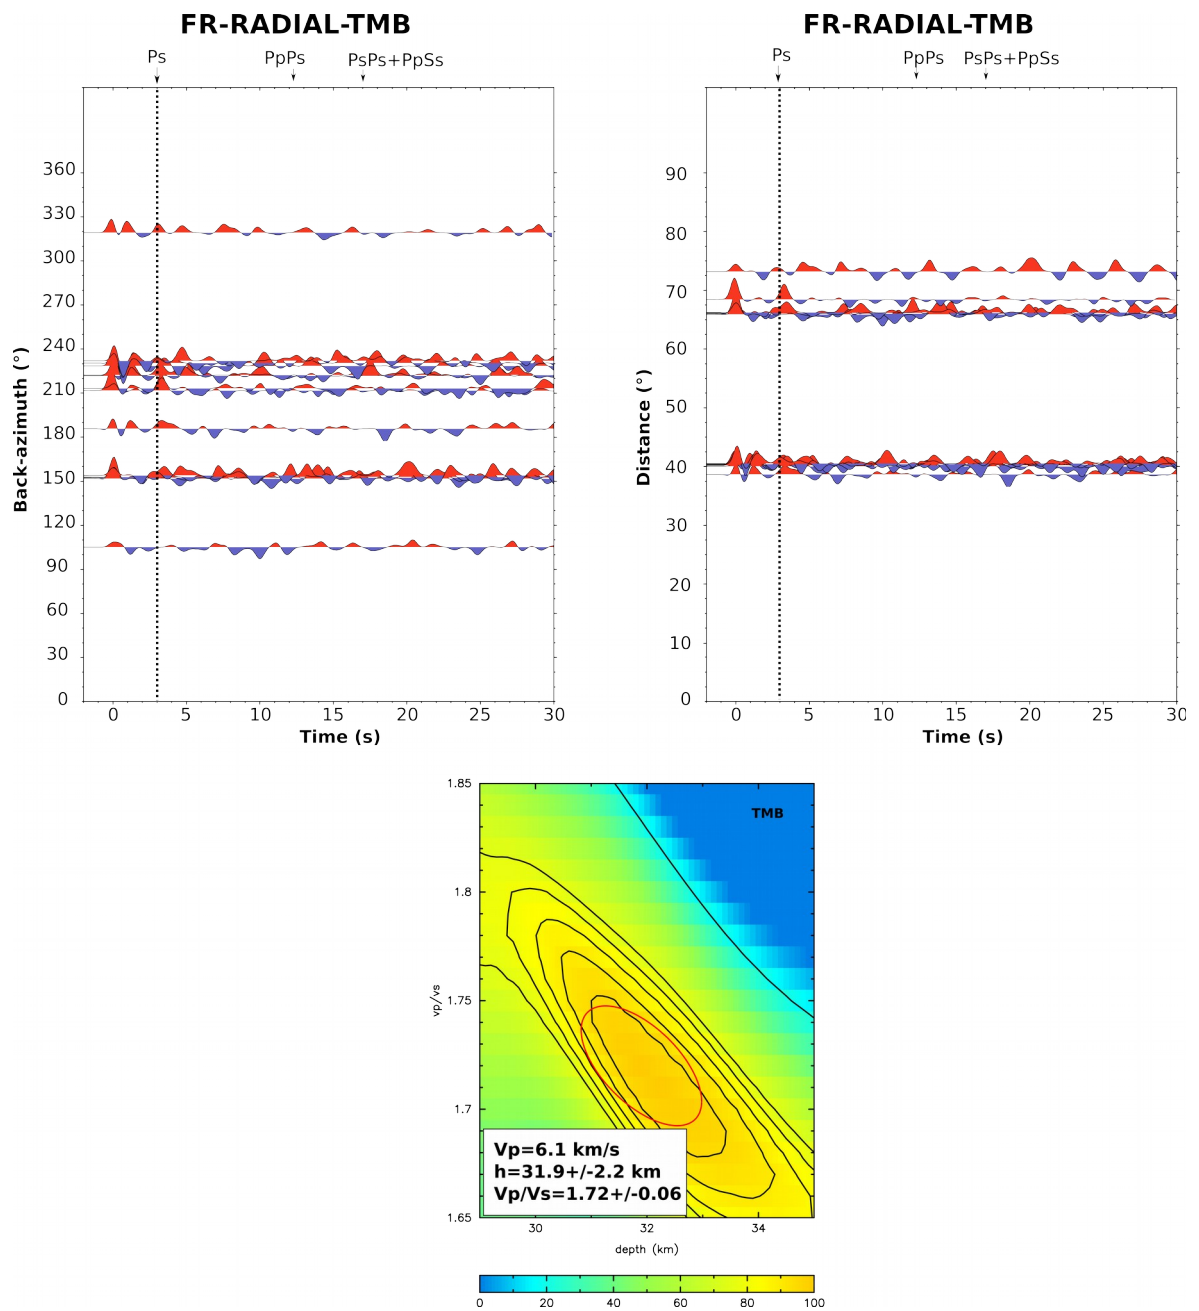 FR-RADIAL-TMB
Ps PpPs PsPs+PpSs
Back-azimuth (°)
360
330
300
270
240
210
180
150
120
90
60
30
0
0 5 10 15 20 25 30
Time (s)
FR-RADIAL-TMB
Ps PpPs PsPs+PpSs
Distance (°)
90
80
70
60
50
40
30
20
10
0
0 5 10 15 20 25 30
Time (s)
TMB
vp/vs
1.85
1.8
1.75
1.7
1.65
Vp=6.1 km/s
h=31.9+/-2.2 km
Vp/Vs=1.72+/-0.06
30 32 34
depth (km)
0 20 40 60 80 100